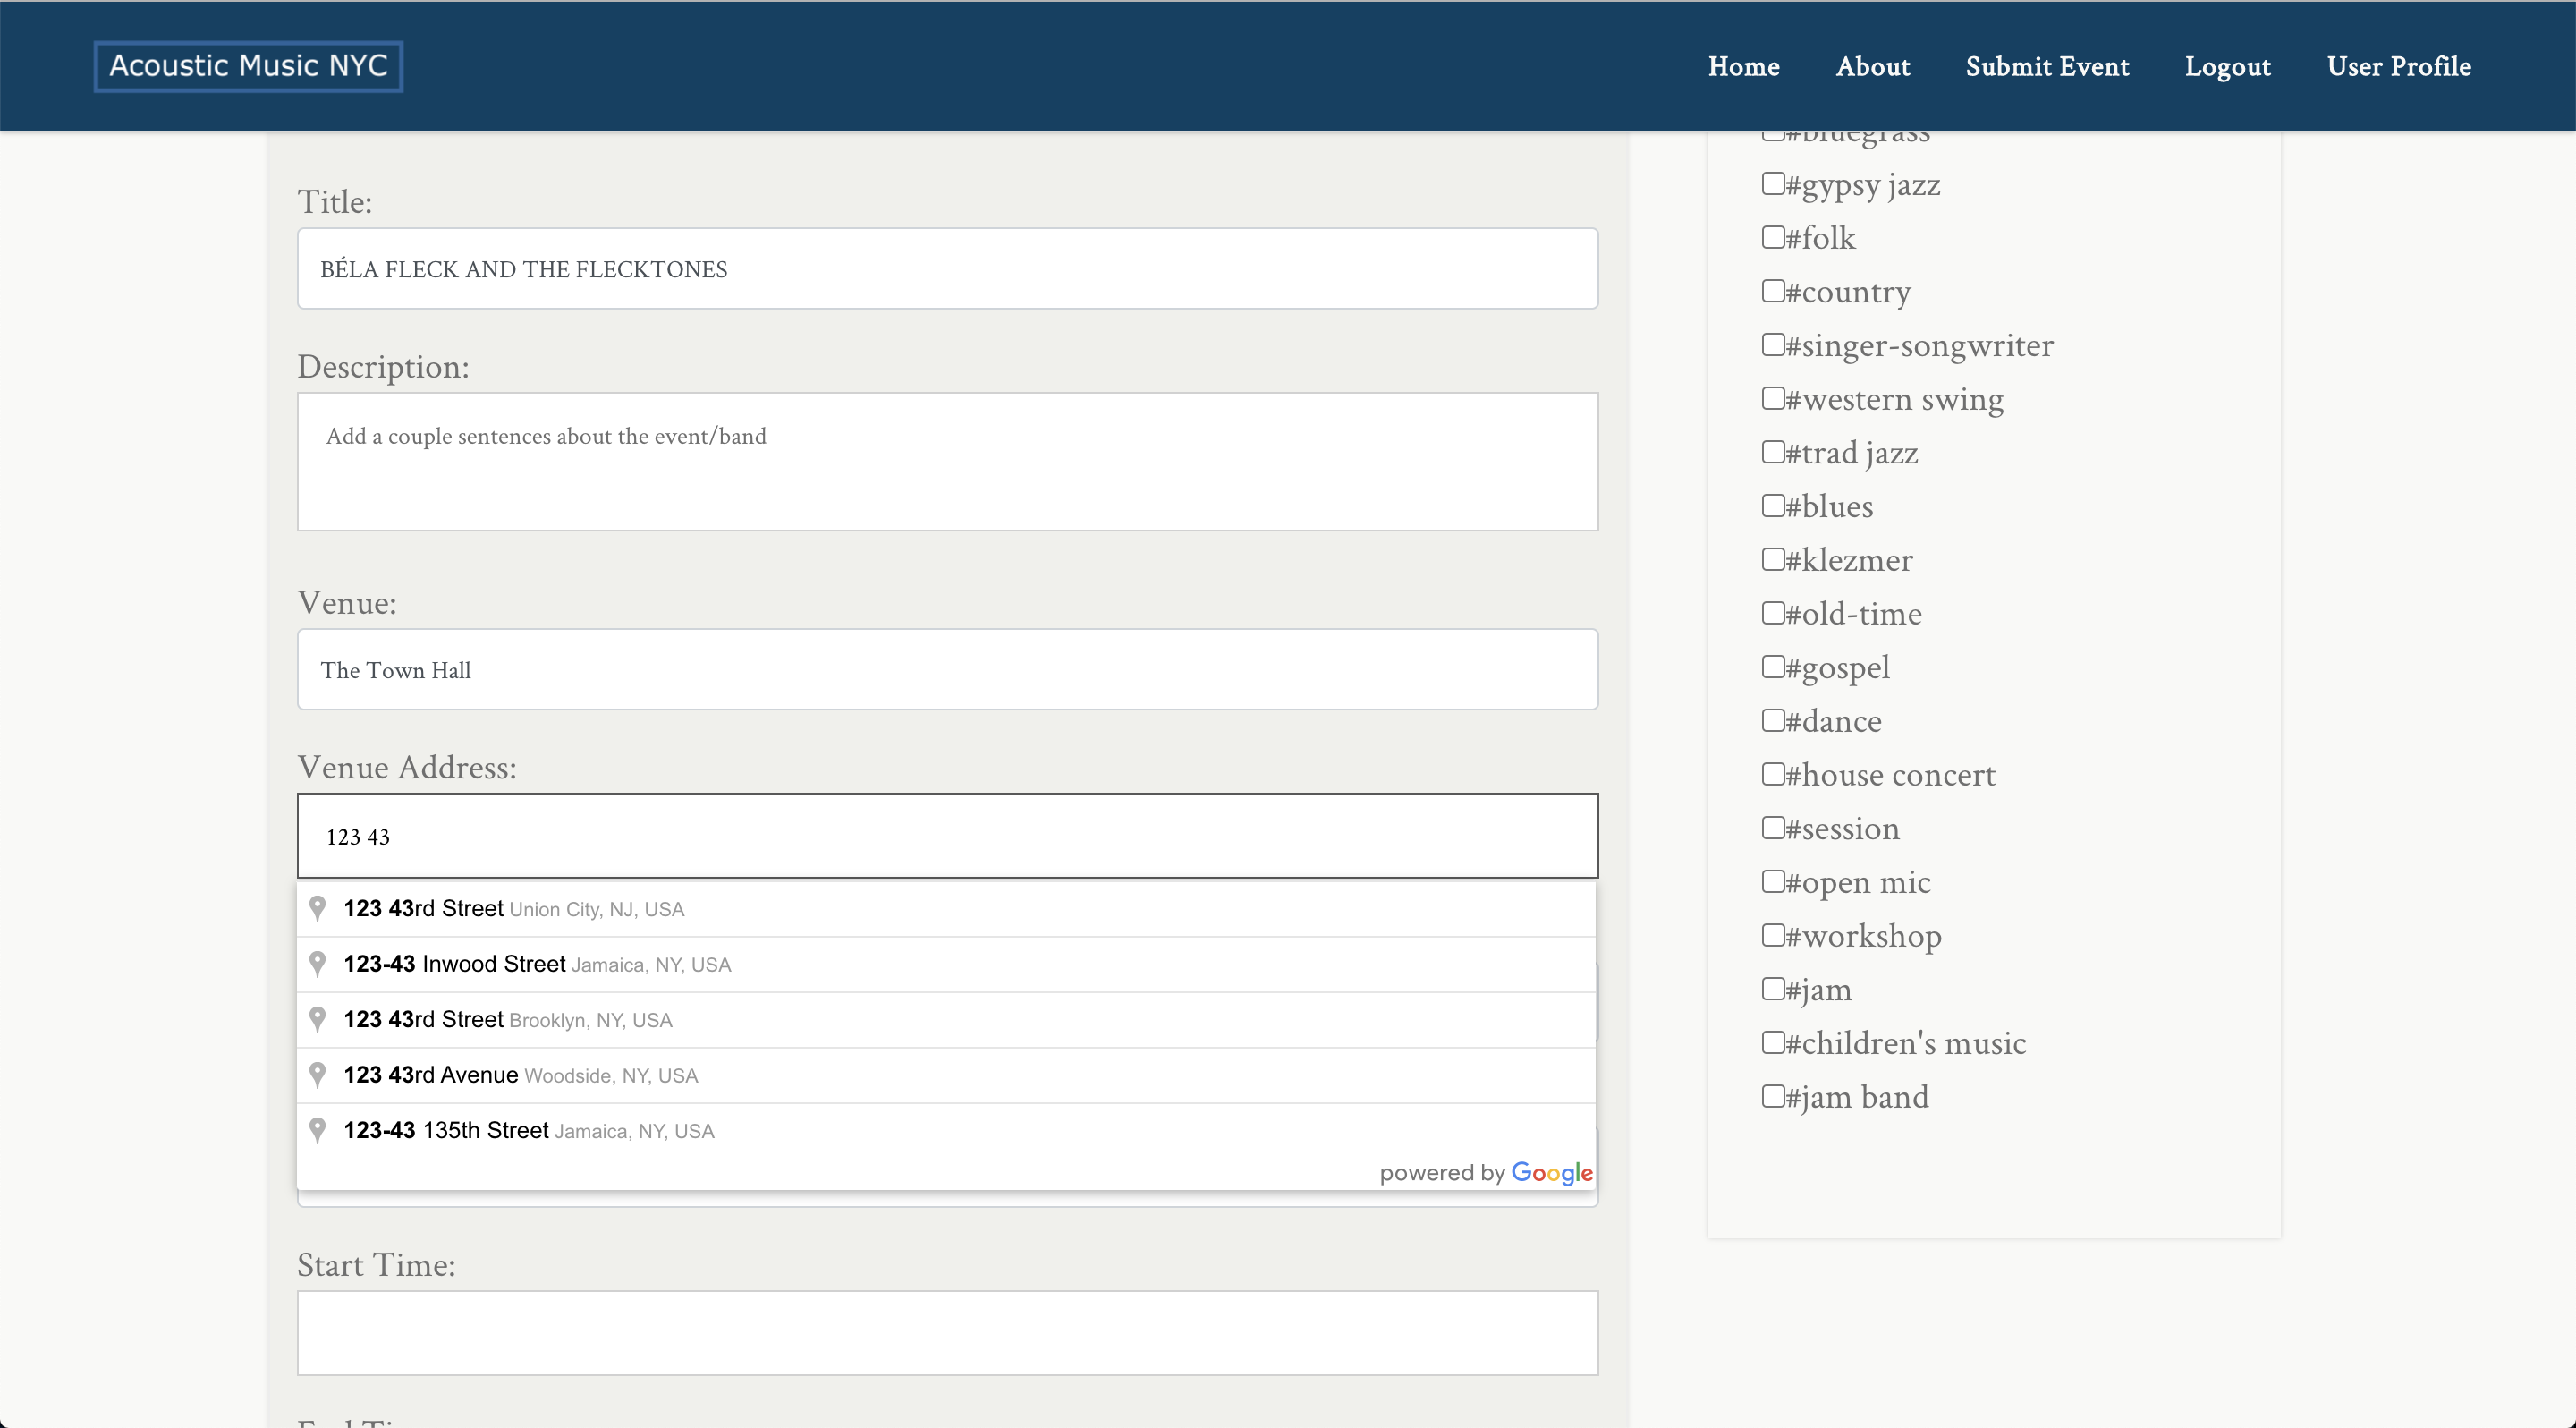 Acoustic Music NYC
Home About Submit Event Logout User Profile
Title:
BÉLA FLECK AND THE FLECKTONES
Description:
Add a couple sentences about the event/band
Venue:
The Town Hall
Venue Address:
123 43
123 43rd Street Union City, NJ, USA
123-43 Inwood Street Jamaica, NY, USA
123 43rd Street Brooklyn, NY, USA
123 43rd Avenue Woodside, NY, USA
123-43 135th Street Jamaica, NY, USA
powered by Google
Start Time:
#bluegrass
#gypsy jazz
#folk
#country
#singer-songwriter
#western swing
#trad jazz
#blues
#klezmer
#old-time
#gospel
#dance
#house concert
#session
#open mic
#workshop
#jam
#children's music
#jam band